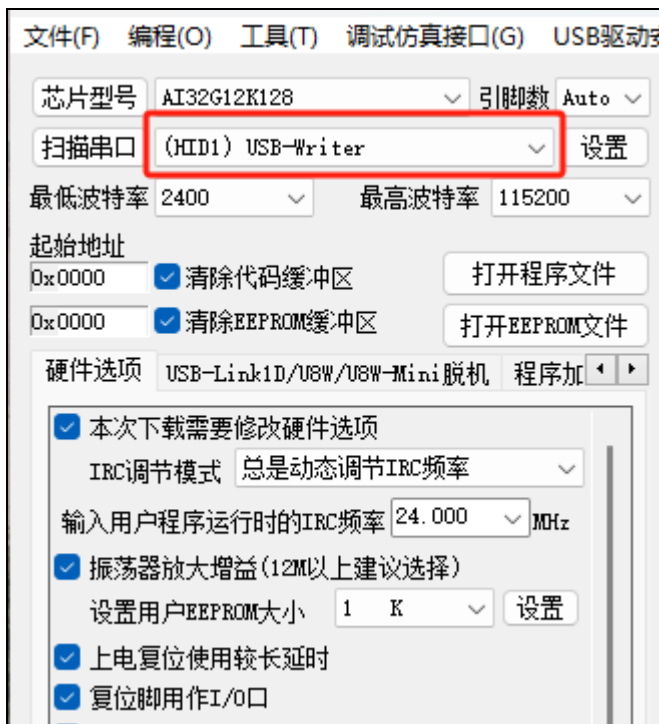 文件(F) 编程(O) 工具(T) 调试仿真接口(G) USB驱动
芯片型号 AI32G12K128 引脚数 Auto
扫描串口 (HID1) USB-Writer 设置
最低波特率 2400 最高波特率 115200
起始地址
0x0000 清除代码缓冲区 打开程序文件
0x0000 清除EEPROM缓冲区 打开EEPROM文件
硬件选项 USB-Link1D/U8W/U8W-Mini脱机 程序加
本次下载需要修改硬件选项
IRC调节模式 总是动态调节IRC频率
输入用户程序运行时的IRC频率 24.000 MHz
振荡器放大增益(12M以上建议选择)
设置用户EEPROM大小 1 K 设置
上电复位使用较长延时
复位脚用作I/O口